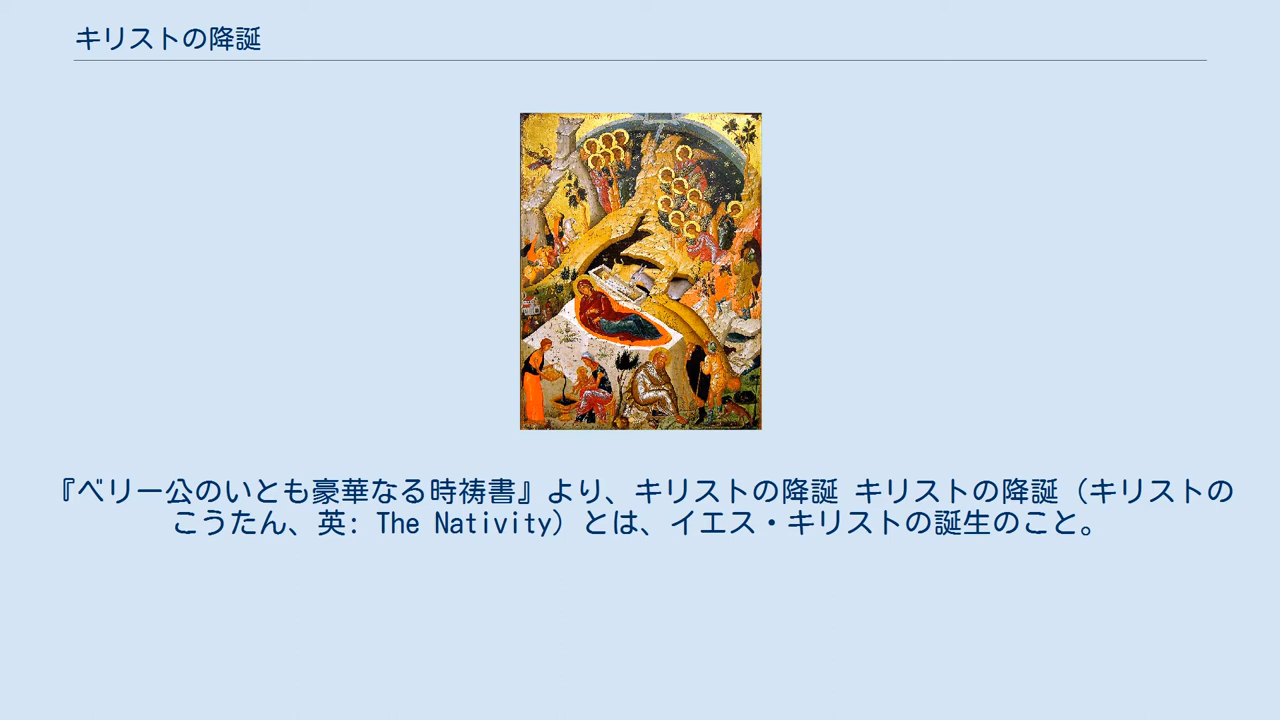 キリストの降誕
『ベリー公のいとも豪華なる時祷書』より、キリストの降誕 キリストの降誕（キリストの
こうたん、英: The Nativity）とは、イエス・キリストの誕生のこと。